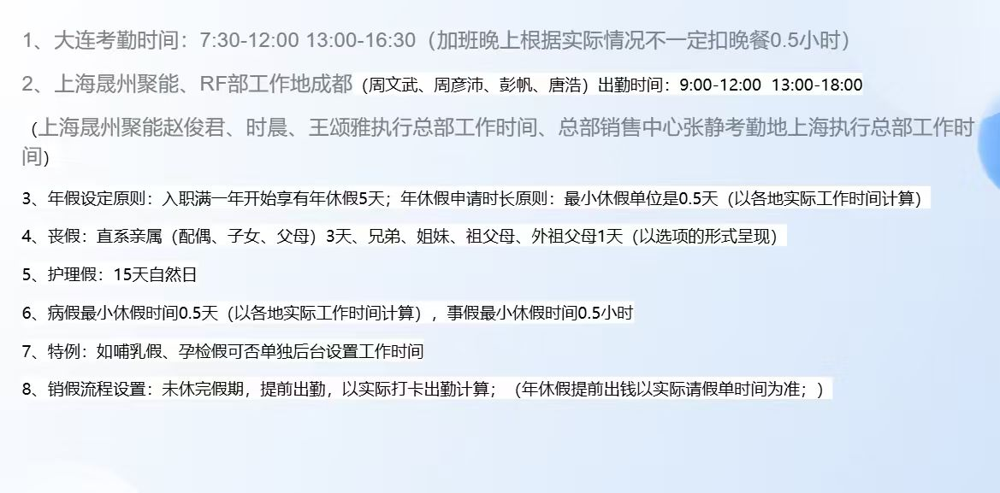 1、大连考勤时间：7:30-12:00 13:00-16:30（加班晚上根据实际情况不一定扣晚餐0.5小时）
2、上海晟州聚能、RF部工作地成都（周文武、周彦沛、彭帆、唐浩）出勤时间：9:00-12:00 13:00-18:00
（上海晟州聚能赵俊君、时晨、王颂雅执行总部工作时间、总部销售中心张静考勤地上海执行总部工作时
间）
3、年假设定原则：入职满一年开始享有年休假5天；年休假申请时长原则：最小休假单位是0.5天（以各地实际工作时间计算）
4、丧假：直系亲属（配偶、子女、父母）3天、兄弟、姐妹、祖父母、外祖父母1天（以选项的形式呈现）
5、护理假：15天自然日
6、病假最小休假时间0.5天（以各地实际工作时间计算），事假最小休假时间0.5小时
7、特例：如哺乳假、孕检假可否单独后台设置工作时间
8、销假流程设置：未休完假期，提前出勤，以实际打卡出勤计算；（年休假提前出钱以实际请假单时间为准；）